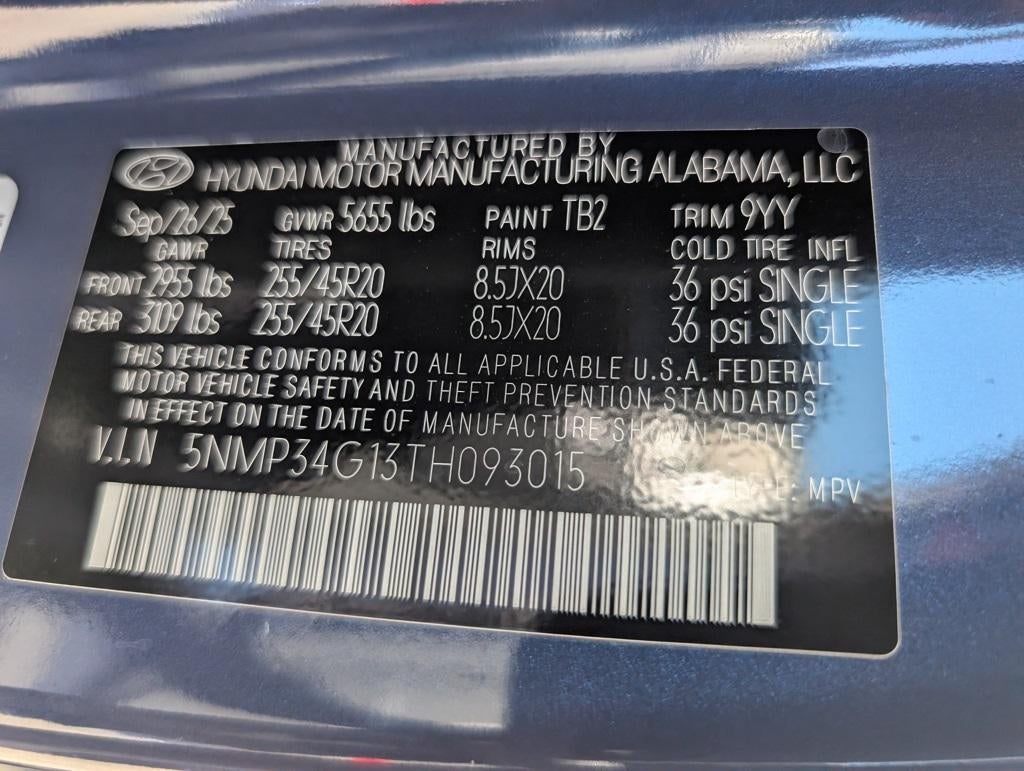 MANUFACTURED BY
HYUNDAI MOTOR MANUFACTURING ALABAMA, LLC
Sep/26/25 GVWR 5655 lbs PAINT TB2 TRIM 9YY
GAWR TIRES RIMS COLD TIRE INFL
FRONT 2955 lbs 255/45R20 8.5JX20 36 psi SINGLE
REAR 3109 lbs 255/45R20 8.5JX20 36 psi SINGLE
THIS VEHICLE CONFORMS TO ALL APPLICABLE U.S.A. FEDERAL
MOTOR VEHICLE SAFETY AND THEFT PREVENTION STANDARDS
IN EFFECT ON THE DATE OF MANUFACTURE SHOWN ABOVE
V.I.N 5NMP34G13TH093015
MPV